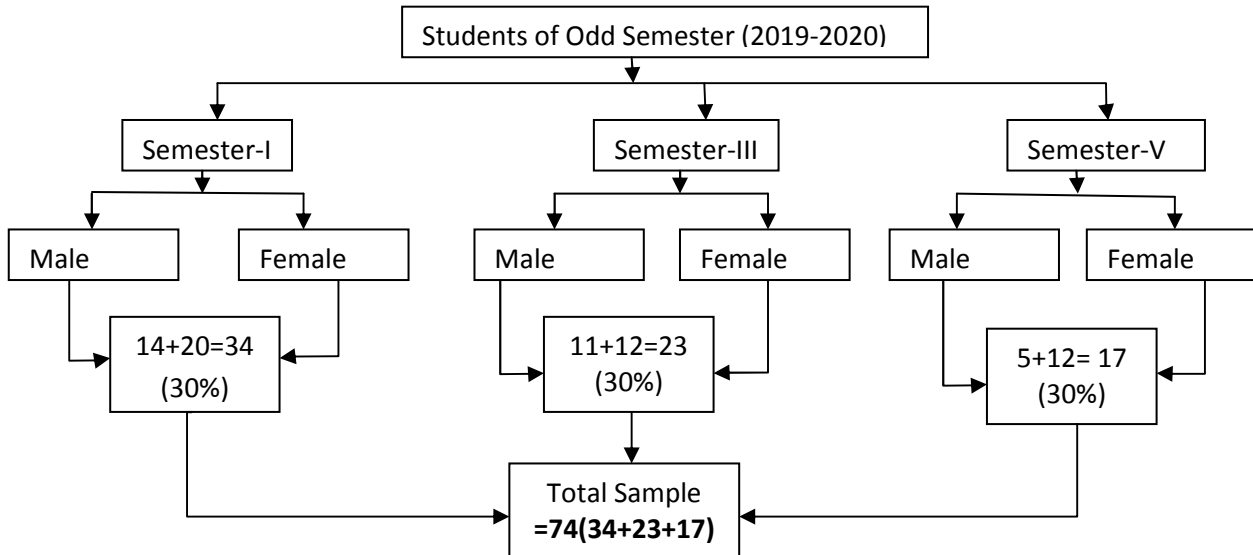 Students of Odd Semester (2019-2020)
Semester-I
Semester-III
Semester-V
Male
Female
Male
Female
Male
Female
14+20=34
(30%)
11+12=23
(30%)
5+12= 17
(30%)
Total Sample
=74(34+23+17)